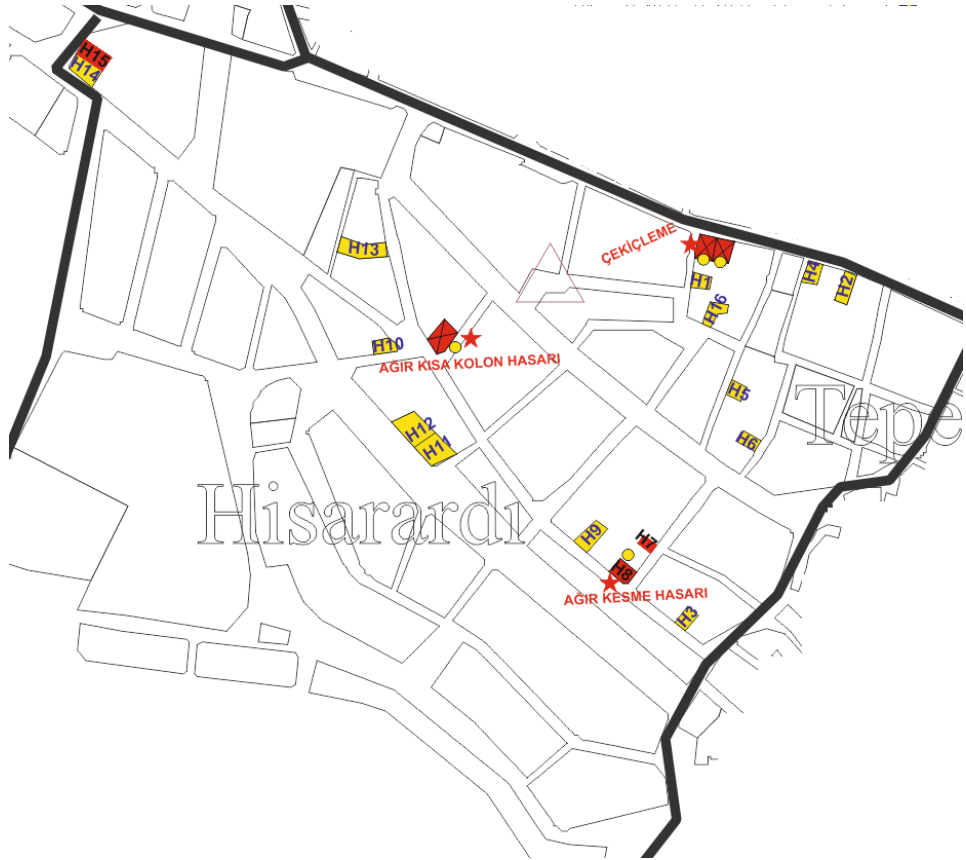 H15
H14
H13
ÇEKİÇLEME
H1
H16
H4
H2
H10
AĞIR KISA KOLON HASARI
H5
Tepe
H12
H11
H6
Hisarardı
H9
H7
H8
AĞIR KESME HASARI
H3